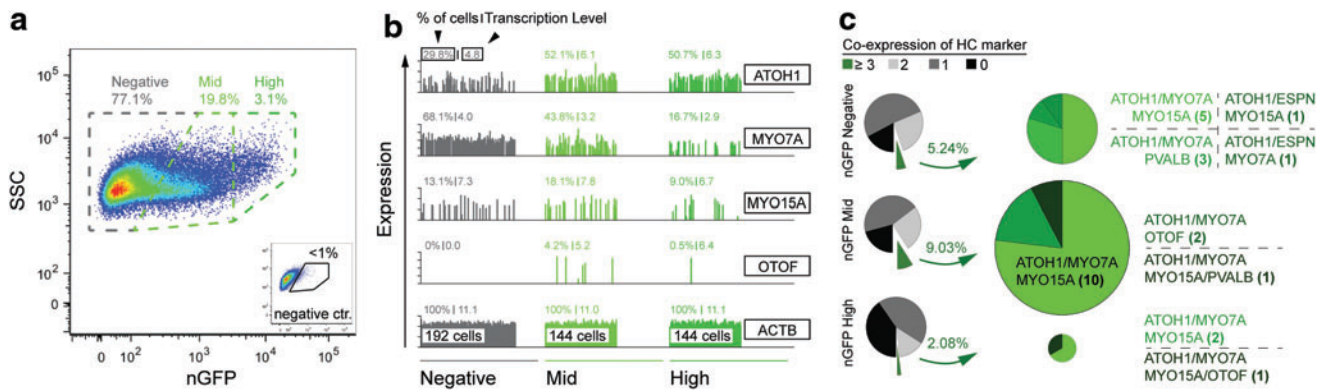 a
Negative
77.1%
Mid
19.8%
High
3.1%
10^5
10^4
10^3
10^2
0
SSC
0 10^2 10^3 10^4 10^5
nGFP
<1%
negative ctr.
b
% of cells|Transcription Level
Expression
29.8% | 4.8 52.1%|6.1 50.7%|6.3
ATOH1
68.1%|4.0 43.8%|3.2 16.7%|2.9
MYO7A
13.1%|7.3 18.1%|7.8 9.0%|6.7
MYO15A
0%|0.0 4.2%|5.2 0.5%|6.4
OTOF
100%|11.1 100%|11.0 100%|11.1
ACTB
192 cells 144 cells 144 cells
Negative Mid High
c
Co-expression of HC marker
≥ 3 2 1 0
nGFP Negative
5.24%
ATOH1/MYO7A
MYO15A (5)
ATOH1/ESPN
MYO15A (1)
ATOH1/MYO7A
PVALB (3)
ATOH1/ESPN
MYO7A (1)
nGFP Mid
9.03%
ATOH1/MYO7A
MYO15A (10)
ATOH1/MYO7A
OTOF (2)
ATOH1/MYO7A
MYO15A/PVALB (1)
nGFP High
2.08%
ATOH1/MYO7A
MYO15A (2)
ATOH1/MYO7A
MYO15A/OTOF (1)